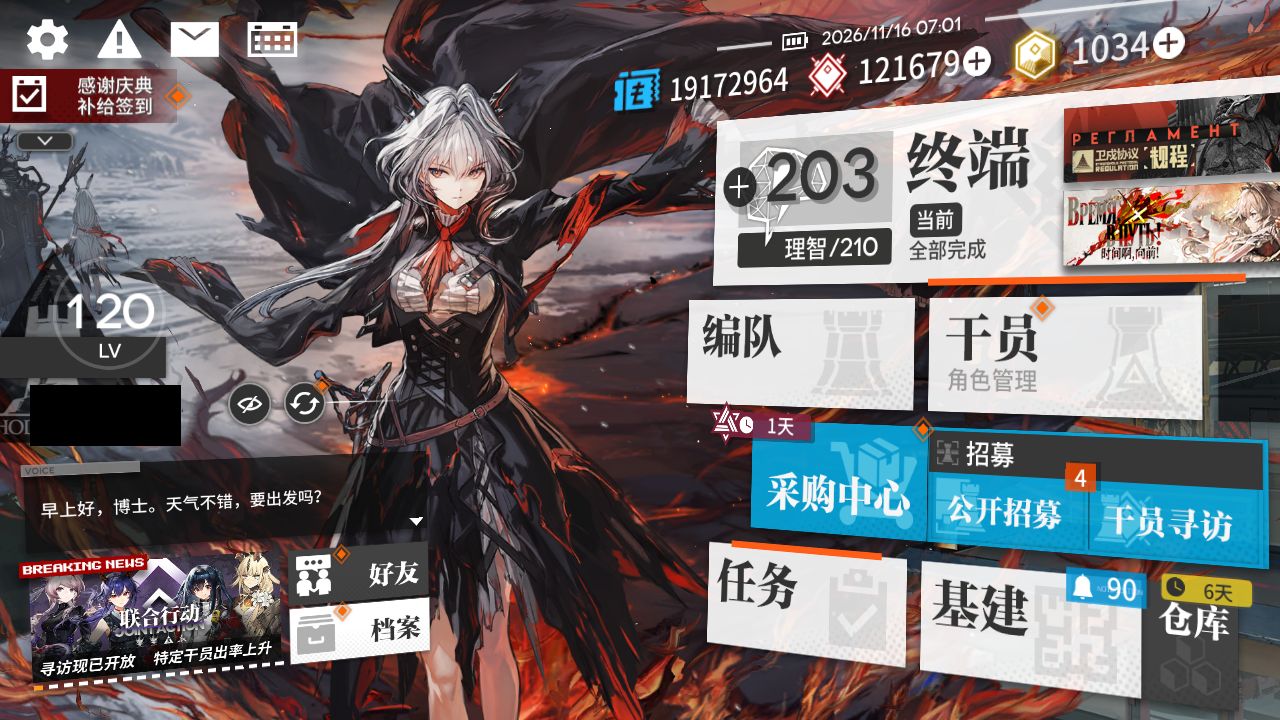 感谢庆典
补给签到
2026/11/16 07:01
19172964
121679
1034
203
理智/210
终端
当前
全部完成
РЕГЛАМЕНТ
卫戍协议
规程
时间啊,向前!
120
LV
编队
干员
角色管理
1天
采购中心
招募
4
公开招募
干员寻访
VOICE
早上好，博士。天气不错，要出发吗？
BREAKING NEWS
联合行动
JOINT ACTION
寻访现已开放 特定干员出率上升
好友
档案
任务
基建
90
6天
仓库